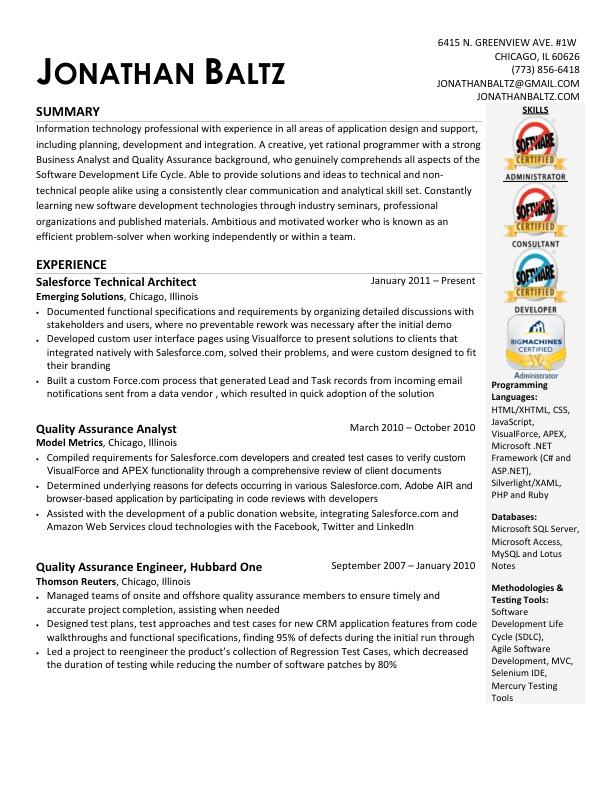 JONATHAN BALTZ
6415 N. GREENVIEW AVE. #1W
CHICAGO, IL 60626
(773) 856-6418
JONATHANBALTZ@GMAIL.COM
JONATHANBALTZ.COM
SUMMARY
Information technology professional with experience in all areas of application design and support,
including planning, development and integration. A creative, yet rational programmer with a strong
Business Analyst and Quality Assurance background, who genuinely comprehends all aspects of the
Software Development Life Cycle. Able to provide solutions and ideas to technical and non-
technical people alike using a consistently clear communication and analytical skill set. Constantly
learning new software development technologies through industry seminars, professional
organizations and published materials. Ambitious and motivated worker who is known as an
efficient problem-solver when working independently or within a team.
EXPERIENCE
Salesforce Technical Architect January 2011 – Present
Emerging Solutions, Chicago, Illinois
• Documented functional specifications and requirements by organizing detailed discussions with
stakeholders and users, where no preventable rework was necessary after the initial demo
• Developed custom user interface pages using Visualforce to present solutions to clients that
integrated natively with Salesforce.com, solved their problems, and were custom designed to fit
their branding
• Built a custom Force.com process that generated Lead and Task records from incoming email
notifications sent from a data vendor , which resulted in quick adoption of the solution
Quality Assurance Analyst March 2010 – October 2010
Model Metrics, Chicago, Illinois
• Compiled requirements for Salesforce.com developers and created test cases to verify custom
VisualForce and APEX functionality through a comprehensive review of client documents
• Determined underlying reasons for defects occurring in various Salesforce.com, Adobe AIR and
browser-based application by participating in code reviews with developers
• Assisted with the development of a public donation website, integrating Salesforce.com and
Amazon Web Services cloud technologies with the Facebook, Twitter and LinkedIn
Quality Assurance Engineer, Hubbard One September 2007 – January 2010
Thomson Reuters, Chicago, Illinois
• Managed teams of onsite and offshore quality assurance members to ensure timely and
accurate project completion, assisting when needed
• Designed test plans, test approaches and test cases for new CRM application features from code
walkthroughs and functional specifications, finding 95% of defects during the initial run through
• Led a project to reengineer the product's collection of Regression Test Cases, which decreased
the duration of testing while reducing the number of software patches by 80%
SKILLS
SOFTWARE
CERTIFIED
ADMINISTRATOR
SOFTWARE
CERTIFIED
CONSULTANT
SOFTWARE
CERTIFIED
DEVELOPER
BIGMACHINES
CERTIFIED
Administrator
Programming
Languages:
HTML/XHTML, CSS,
JavaScript,
VisualForce, APEX,
Microsoft .NET
Framework (C# and
ASP.NET),
Silverlight/XAML,
PHP and Ruby
Databases:
Microsoft SQL Server,
Microsoft Access,
MySQL and Lotus
Notes
Methodologies &
Testing Tools:
Software
Development Life
Cycle (SDLC),
Agile Software
Development, MVC,
Selenium IDE,
Mercury Testing
Tools